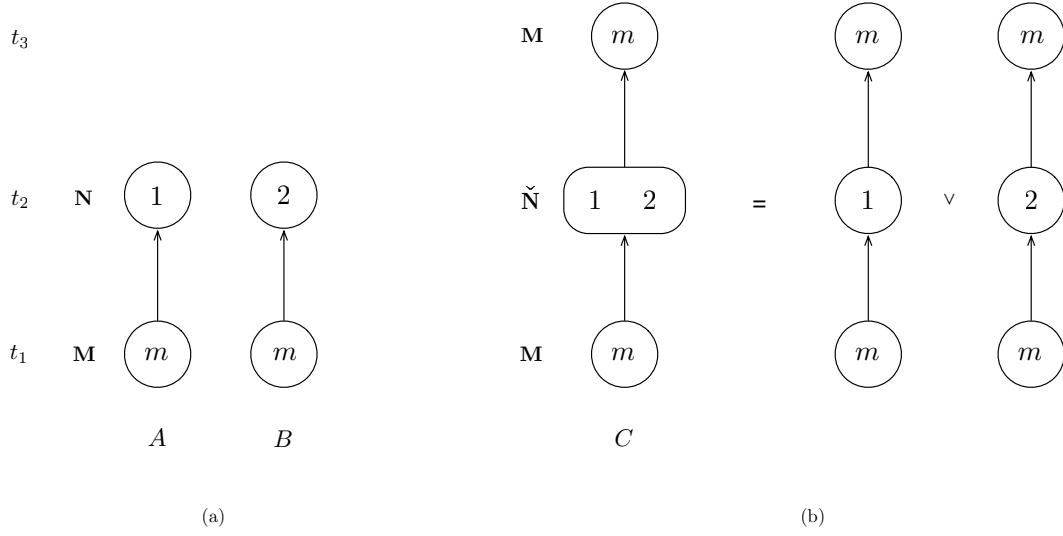 t₃ M m m m
t₂ N 1 2 Ň 1 2 = 1 ∨ 2
t₁ M m m M m m m
A B C
(a) (b)